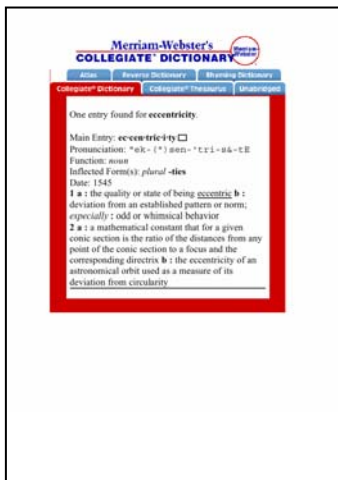 Merriam-Webster's
COLLEGIATE® DICTIONARY
Merriam-Webster
Atlas Reverse Dictionary Rhyming Dictionary
Collegiate® Dictionary Collegiate® Thesaurus Unabridged
One entry found for eccentricity.
Main Entry: ec·cen·tric·i·ty
Pronunciation: "ek-(")sen-'tri-s&-tE
Function: noun
Inflected Form(s): plural -ties
Date: 1545
1 a : the quality or state of being eccentric b :
deviation from an established pattern or norm;
especially : odd or whimsical behavior
2 a : a mathematical constant that for a given
conic section is the ratio of the distances from any
point of the conic section to a focus and the
corresponding directrix b : the eccentricity of an
astronomical orbit used as a measure of its
deviation from circularity